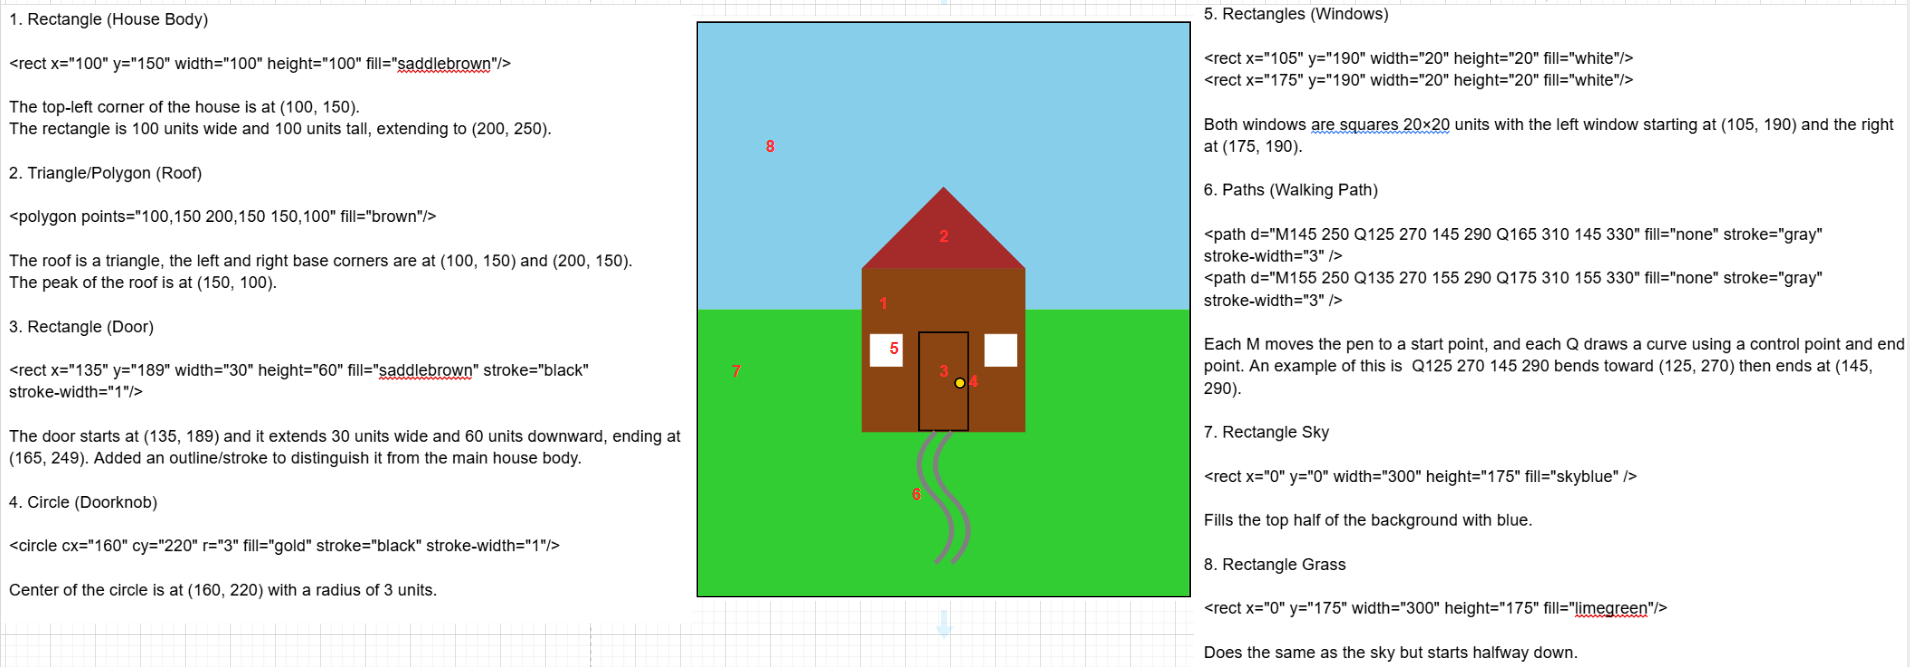 1. Rectangle (House Body)
<rect x="100" y="150" width="100" height="100" fill="saddlebrown"/>
The top-left corner of the house is at (100, 150).
The rectangle is 100 units wide and 100 units tall, extending to (200, 250).
2. Triangle/Polygon (Roof)
<polygon points="100,150 200,150 150,100" fill="brown"/>
The roof is a triangle, the left and right base corners are at (100, 150) and (200, 150).
The peak of the roof is at (150, 100).
3. Rectangle (Door)
<rect x="135" y="189" width="30" height="60" fill="saddlebrown" stroke="black"
stroke-width="1"/>
The door starts at (135, 189) and it extends 30 units wide and 60 units downward, ending at
(165, 249). Added an outline/stroke to distinguish it from the main house body.
4. Circle (Doorknob)
<circle cx="160" cy="220" r="3" fill="gold" stroke="black" stroke-width="1"/>
Center of the circle is at (160, 220) with a radius of 3 units.
8
2
1
5
3
4
7
6
5. Rectangles (Windows)
<rect x="105" y="190" width="20" height="20" fill="white"/>
<rect x="175" y="190" width="20" height="20" fill="white"/>
Both windows are squares 20×20 units with the left window starting at (105, 190) and the right
at (175, 190).
6. Paths (Walking Path)
<path d="M145 250 Q125 270 145 290 Q165 310 145 330" fill="none" stroke="gray"
stroke-width="3" />
<path d="M155 250 Q135 270 155 290 Q175 310 155 330" fill="none" stroke="gray"
stroke-width="3" />
Each M moves the pen to a start point, and each Q draws a curve using a control point and end
point. An example of this is  Q125 270 145 290 bends toward (125, 270) then ends at (145,
290).
7. Rectangle Sky
<rect x="0" y="0" width="300" height="175" fill="skyblue" />
Fills the top half of the background with blue.
8. Rectangle Grass
<rect x="0" y="175" width="300" height="175" fill="limegreen"/>
Does the same as the sky but starts halfway down.